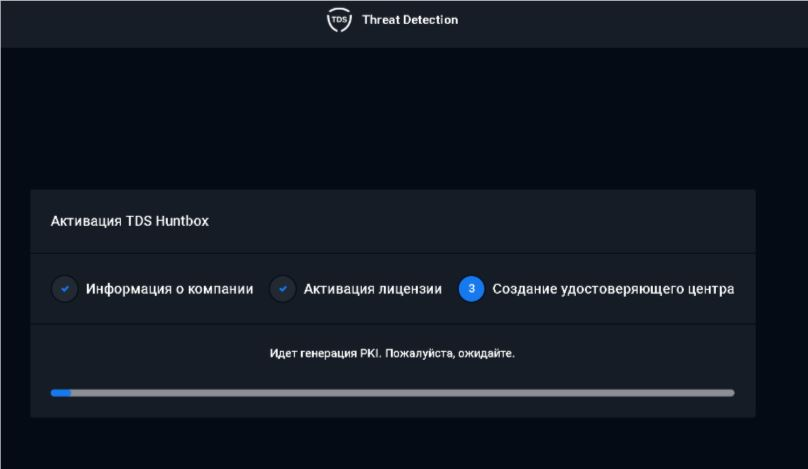 TDS Threat Detection
Активация TDS Huntbox
Информация о компании Активация лицензии 3 Создание удостоверяющего центра
Идет генерация PKI. Пожалуйста, ожидайте.